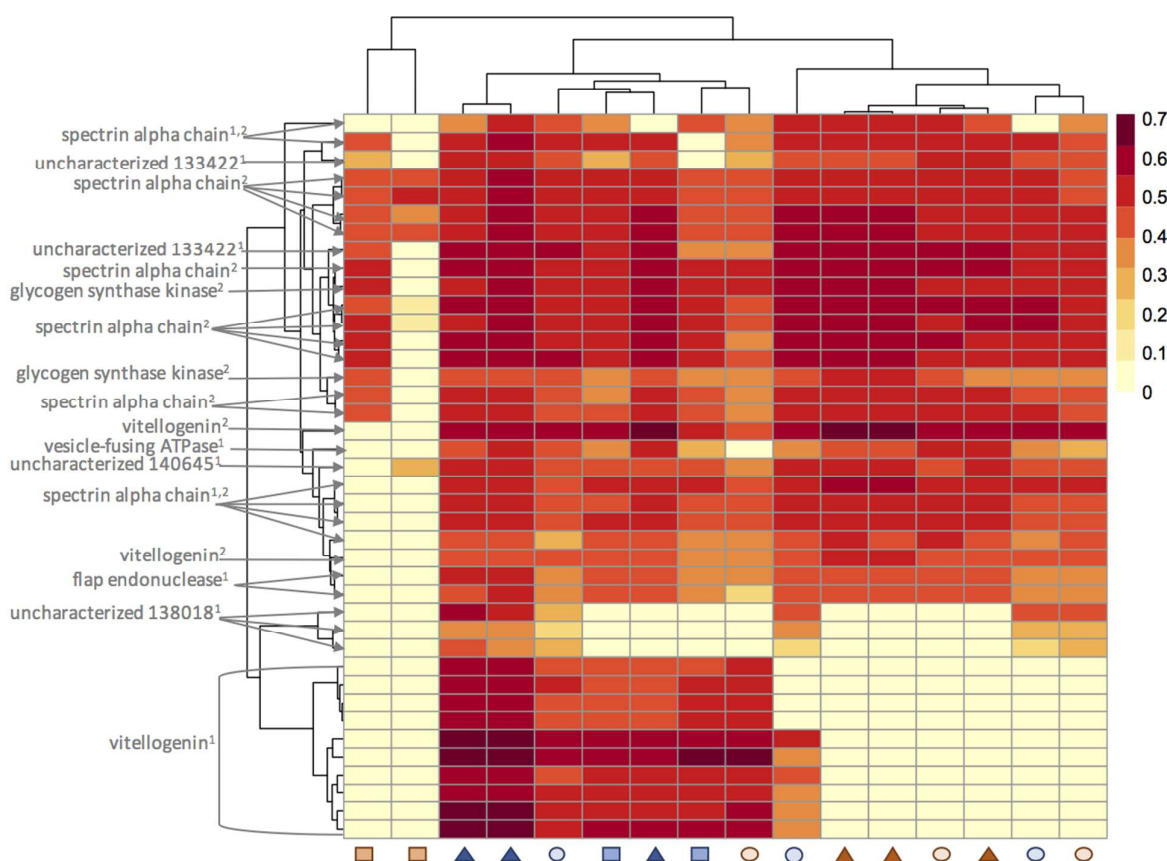 spectrin alpha chain1,2
uncharacterized 1334221
spectrin alpha chain2
uncharacterized 1334221
spectrin alpha chain2
glycogen synthase kinase2
spectrin alpha chain2
glycogen synthase kinase2
spectrin alpha chain2
vitellogenin2
vesicle-fusing ATPase1
uncharacterized 1406451
spectrin alpha chain1,2
vitellogenin2
flap endonuclease1
uncharacterized 1380181
vitellogenin1
0.7
0.6
0.5
0.4
0.3
0.2
0.1
0